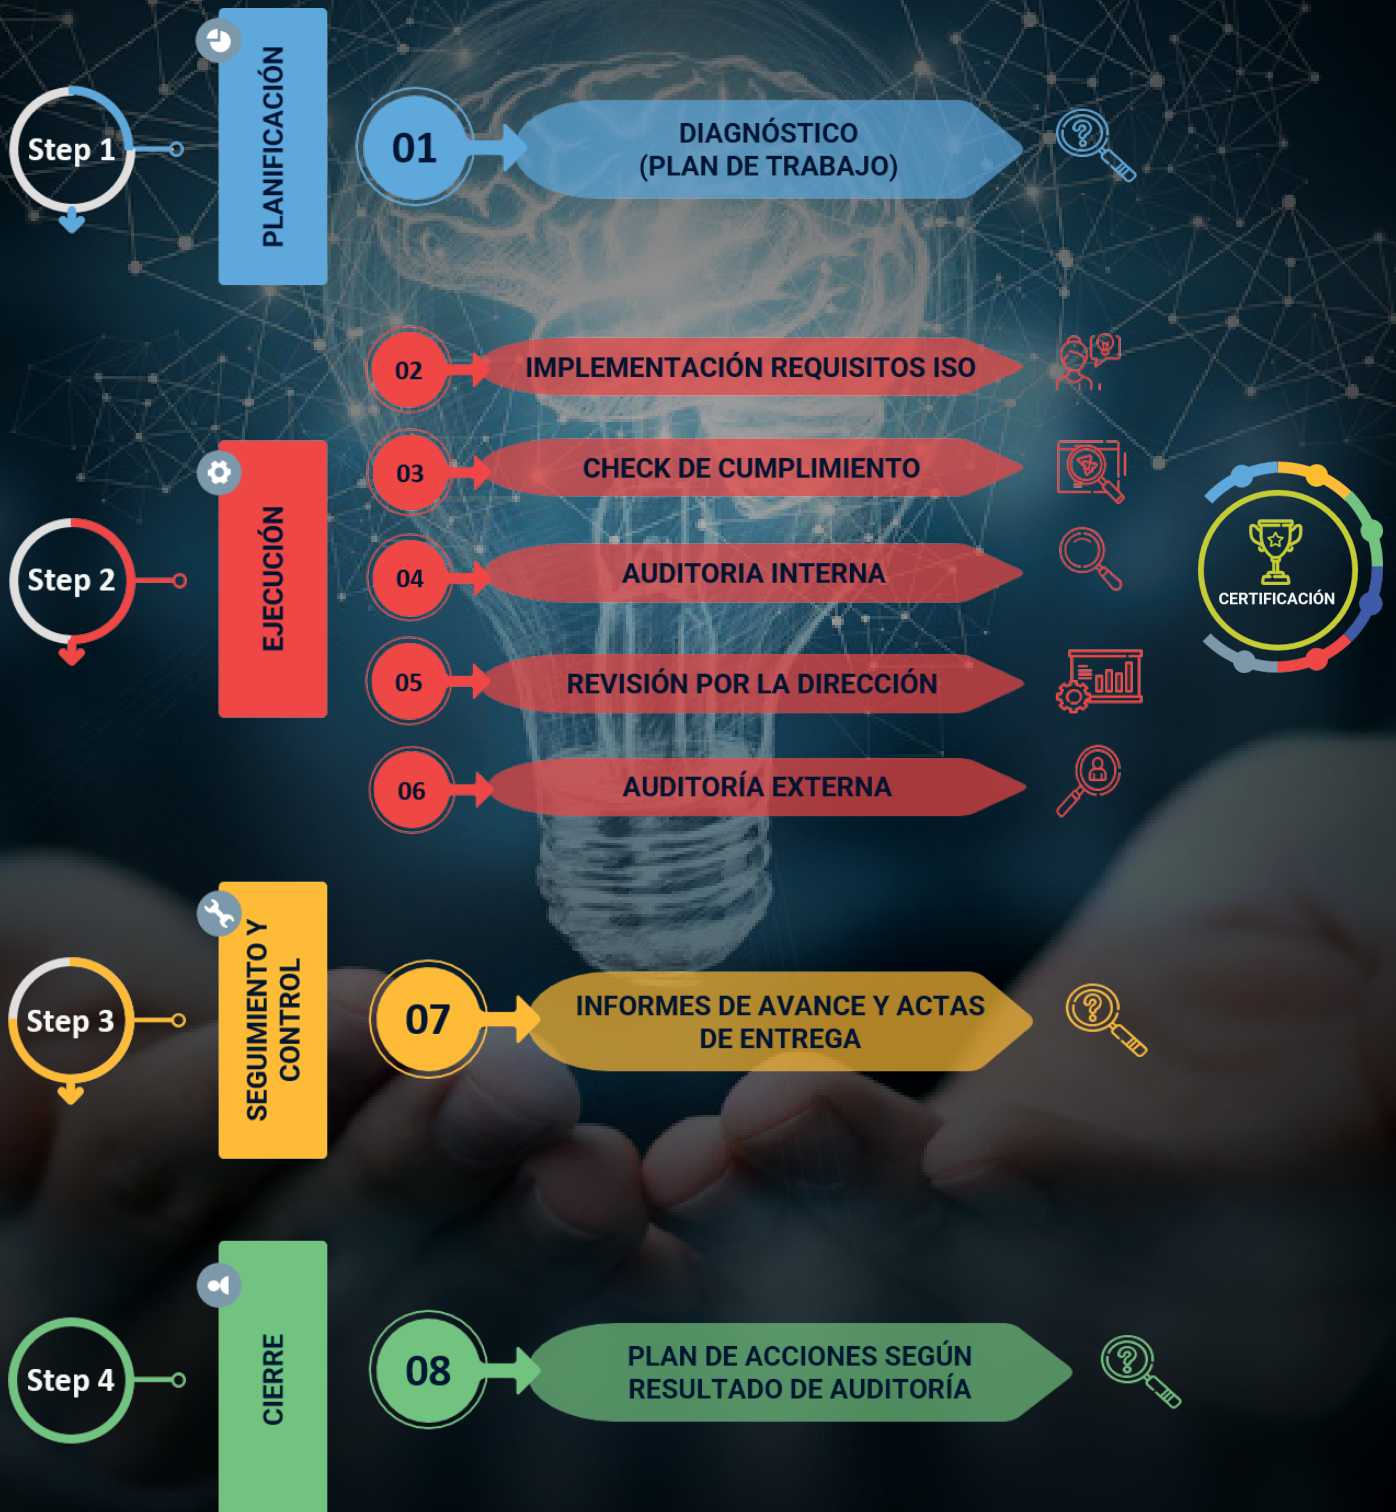 Step 1
PLANIFICACIÓN
01
DIAGNÓSTICO
(PLAN DE TRABAJO)
Step 2
EJECUCIÓN
02
IMPLEMENTACIÓN REQUISITOS ISO
03
CHECK DE CUMPLIMIENTO
04
AUDITORIA INTERNA
05
REVISIÓN POR LA DIRECCIÓN
06
AUDITORÍA EXTERNA
CERTIFICACIÓN
Step 3
SEGUIMIENTO Y
CONTROL
07
INFORMES DE AVANCE Y ACTAS
DE ENTREGA
Step 4
CIERRE
08
PLAN DE ACCIONES SEGÚN
RESULTADO DE AUDITORÍA